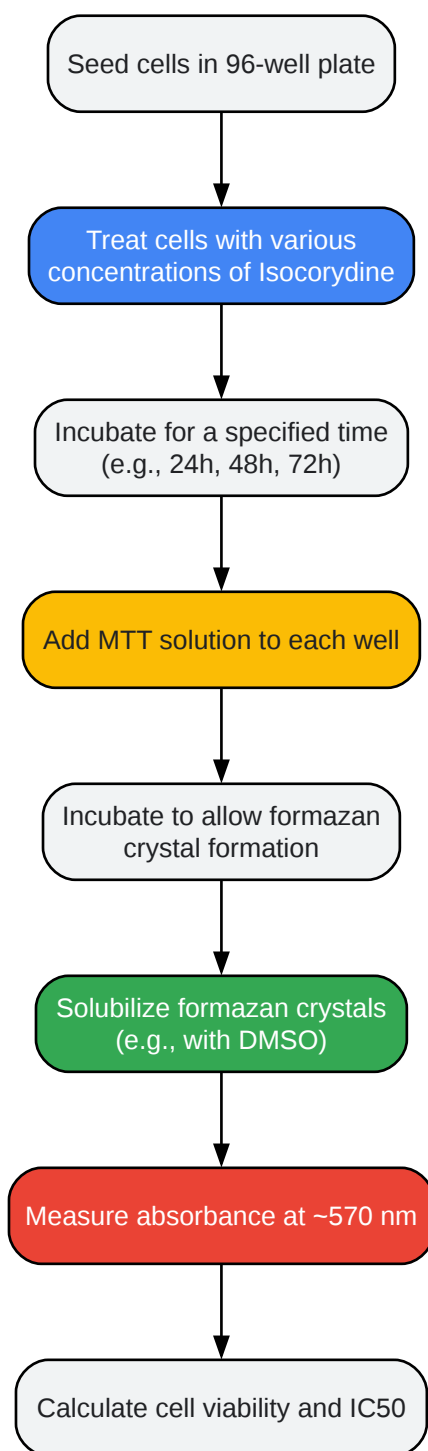 Seed cells in 96-well plate
Treat cells with various
concentrations of Isocorydine
Incubate for a specified time
(e.g., 24h, 48h, 72h)
Add MTT solution to each well
Incubate to allow formazan
crystal formation
Solubilize formazan crystals
(e.g., with DMSO)
Measure absorbance at ~570 nm
Calculate cell viability and IC50